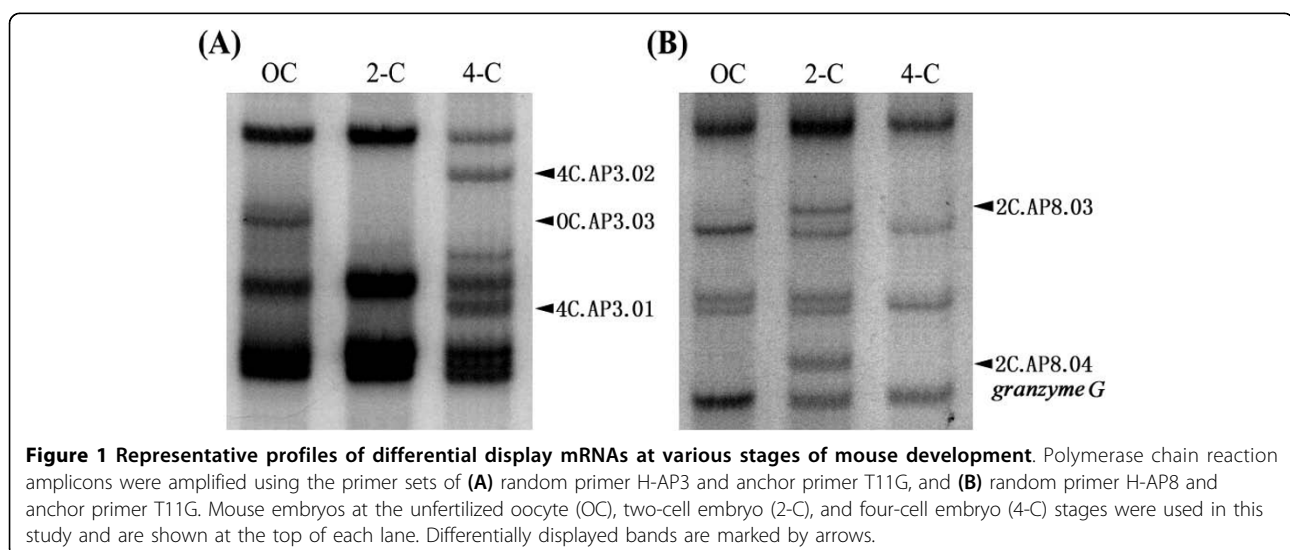 (A)
(B)
OC 2-C 4-C
OC 2-C 4-C
4C.AP3.02
OC.AP3.03
4C.AP3.01
2C.AP8.03
2C.AP8.04
granzyme G
Figure 1 Representative profiles of differential display mRNAs at various stages of mouse development. Polymerase chain reaction
amplicons were amplified using the primer sets of (A) random primer H-AP3 and anchor primer T11G, and (B) random primer H-AP8 and
anchor primer T11G. Mouse embryos at the unfertilized oocyte (OC), two-cell embryo (2-C), and four-cell embryo (4-C) stages were used in this
study and are shown at the top of each lane. Differentially displayed bands are marked by arrows.